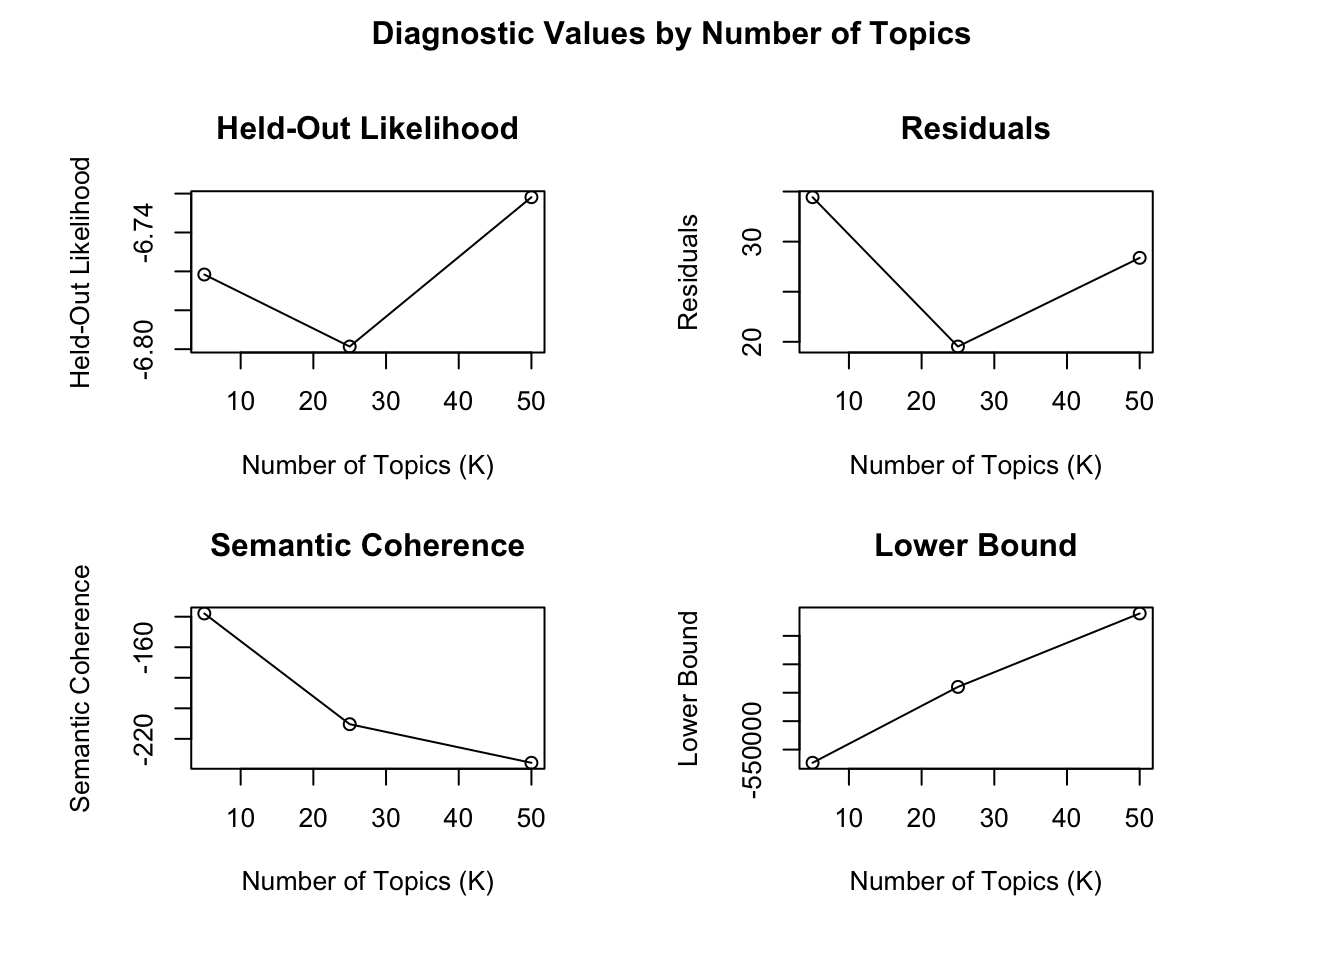 Diagnostic Values by Number of Topics
Held-Out Likelihood
Held-Out Likelihood
-6.74
-6.80
10 20 30 40 50
Number of Topics (K)
Residuals
Residuals
30
20
10 20 30 40 50
Number of Topics (K)
Semantic Coherence
Semantic Coherence
-160
-220
10 20 30 40 50
Number of Topics (K)
Lower Bound
Lower Bound
-550000
10 20 30 40 50
Number of Topics (K)